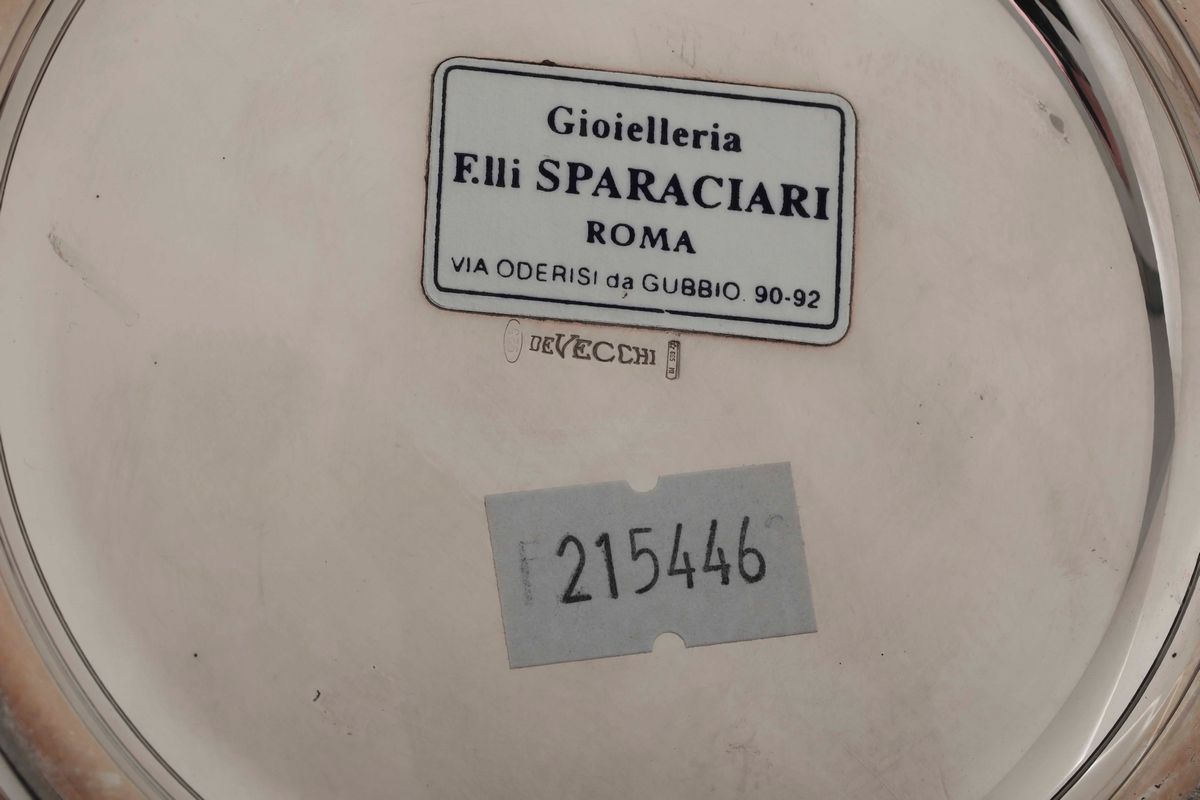 Gioielleria
F.lli SPARACIARI
ROMA
VIA ODERISI da GUBBIO. 90-92
DEVECCHI
215446